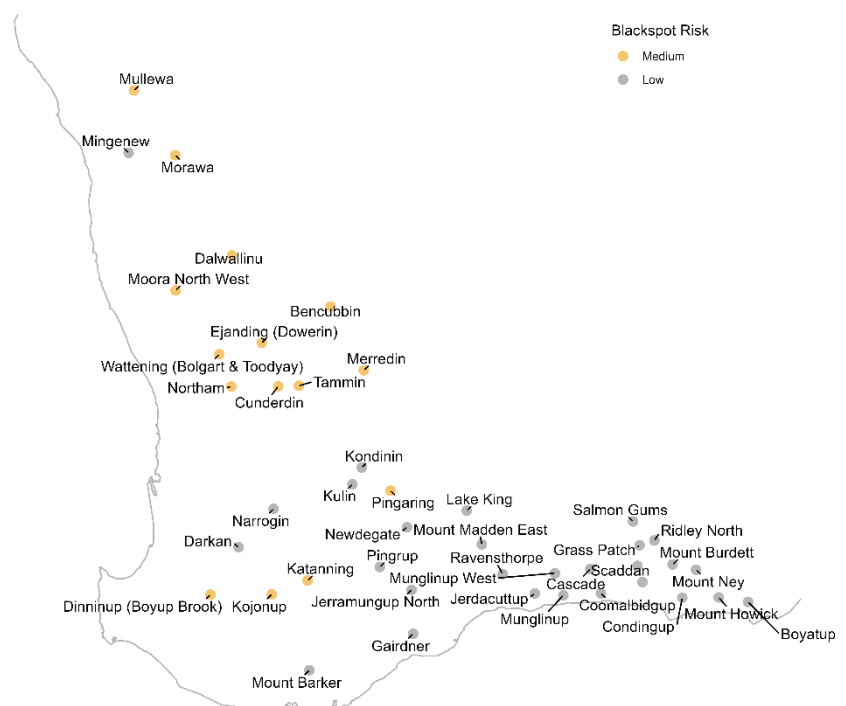 Blackspot Risk
Medium
Low
Mullewa
Mingenew
Morawa
Dalwallinu
Moora North West
Bencubbin
Ejanding (Dowerin)
Wattening (Bolgart & Toodyay)
Merredin
Northam
Tammin
Cunderdin
Kondinin
Kulin
Pingaring
Lake King
Narrogin
Salmon Gums
Newdegate
Mount Madden East
Ridley North
Darkan
Pingrup
Ravensthorpe
Grass Patch
Mount Burdett
Katanning
Munglinup West
Scaddan
Cascade
Mount Ney
Dinninup (Boyup Brook)
Kojonup
Jerramungup North
Jerdacuttup
Coomalbidgup
Mount Howick
Munglinup
Condingup
Boyatup
Gairdner
Mount Barker